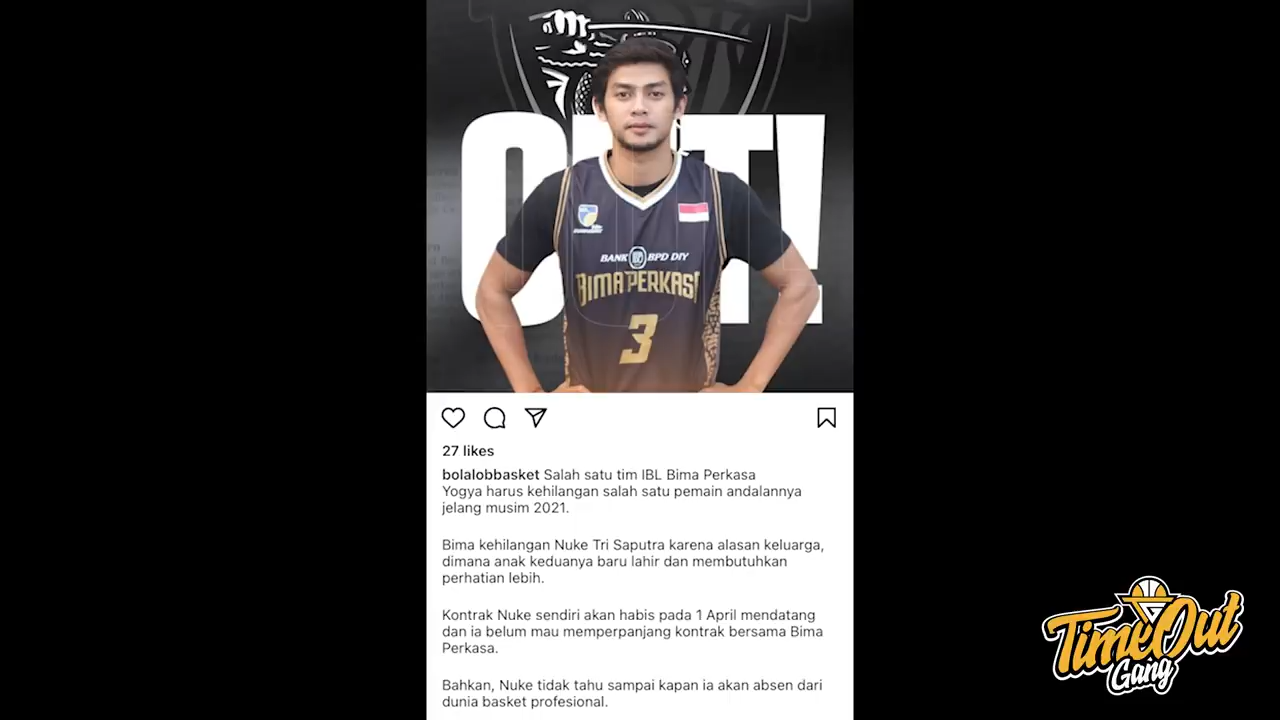 OUT!
BANK BPD DIY
BIMA PERKASA
3
27 likes
bolalobbasket Salah satu tim IBL Bima Perkasa
Yogya harus kehilangan salah satu pemain andalannya
jelang musim 2021.
Bima kehilangan Nuke Tri Saputra karena alasan keluarga,
dimana anak keduanya baru lahir dan membutuhkan
perhatian lebih.
Kontrak Nuke sendiri akan habis pada 1 April mendatang
dan ia belum mau memperpanjang kontrak bersama Bima
Perkasa.
Bahkan, Nuke tidak tahu sampai kapan ia akan absen dari
dunia basket profesional.
Time Out
Gang